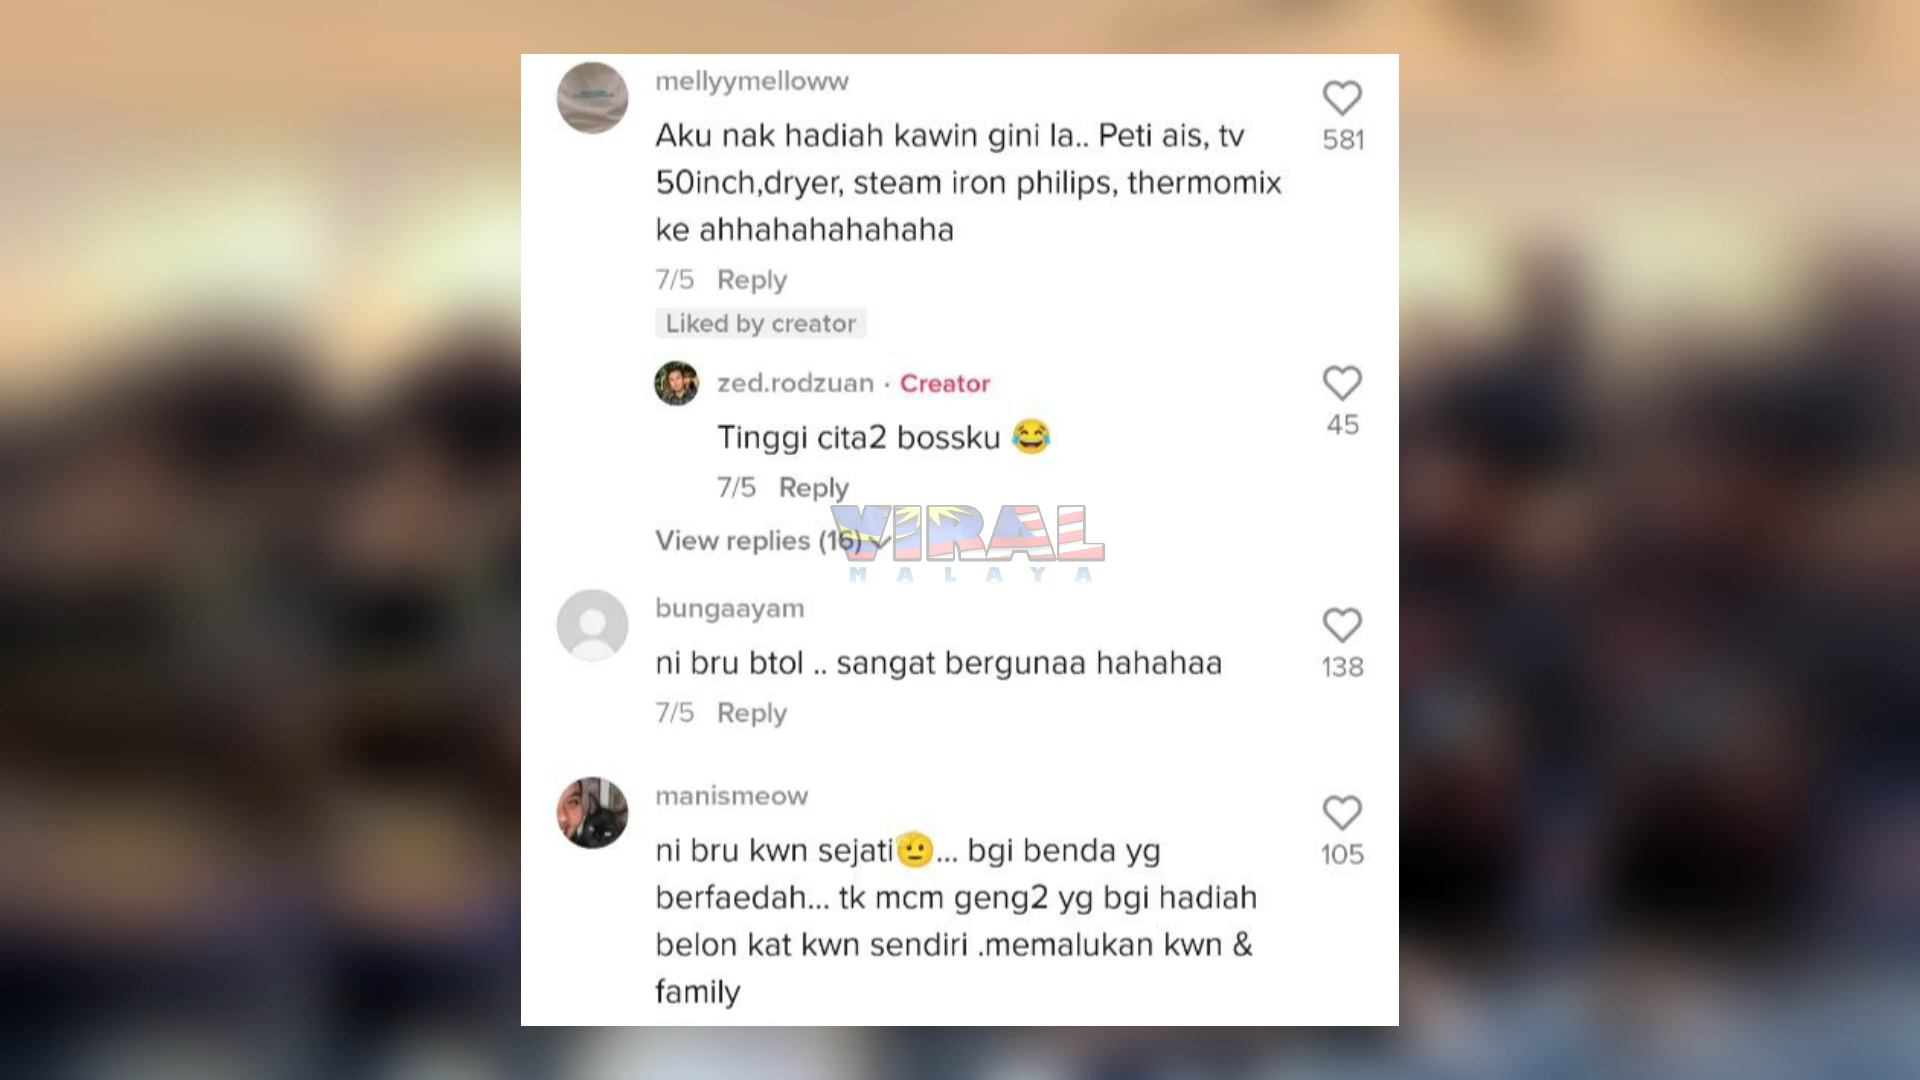 mellyymelloww
Aku nak hadiah kawin gini la.. Peti ais, tv
50inch,dryer, steam iron philips, thermomix
ke ahhahahahahaha
581
7/5 Reply
Liked by creator
zed.rodzuan · Creator
Tinggi cita2 bossku 😂
45
7/5 Reply
View replies (16)
VIRAL
MALAYA
bungaayam
ni bru btol .. sangat bergunaa hahahaa
138
7/5 Reply
manismeow
ni bru kwn sejati🫡... bgi benda yg
berfaedah... tk mcm geng2 yg bgi hadiah
belon kat kwn sendiri .memalukan kwn &
family
105